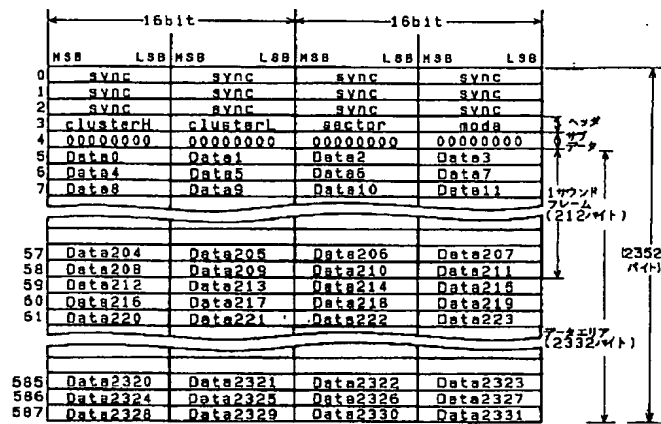 16bit 16bit
MSB LSB MSB LSB MSB LSB MSB LSB
0 sync sync sync sync
1 sync sync sync sync
2 sync sync sync sync
3 clusterH clusterL sector mode ヘッダ
4 00000000 00000000 00000000 00000000 サブデータ
5 Data0 Data1 Data2 Data3
6 Data4 Data5 Data6 Data7
7 Data8 Data9 Data10 Data11
1サウンド
フレーム
(212バイト)
57 Data204 Data205 Data206 Data207
58 Data208 Data209 Data210 Data211
59 Data212 Data213 Data214 Data215
60 Data216 Data217 Data218 Data219
61 Data220 Data221 Data222 Data223
(2352
バイト)
データエリア
(2332バイト)
585 Data2320 Data2321 Data2322 Data2323
586 Data2324 Data2325 Data2326 Data2327
587 Data2328 Data2329 Data2330 Data2331